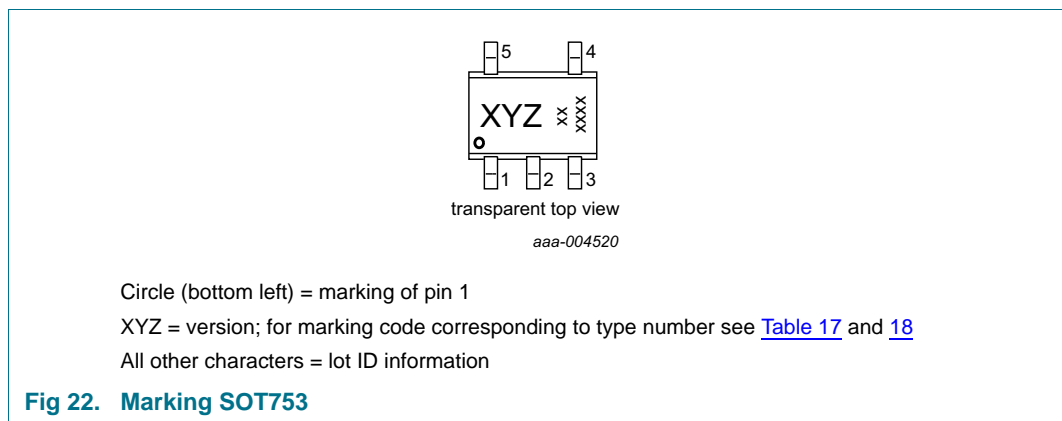 5 4
XYZ xx xxxx
1 2 3
transparent top view
aaa-004520
Circle (bottom left) = marking of pin 1
XYZ = version; for marking code corresponding to type number see Table 17 and 18
All other characters = lot ID information
Fig 22. Marking SOT753